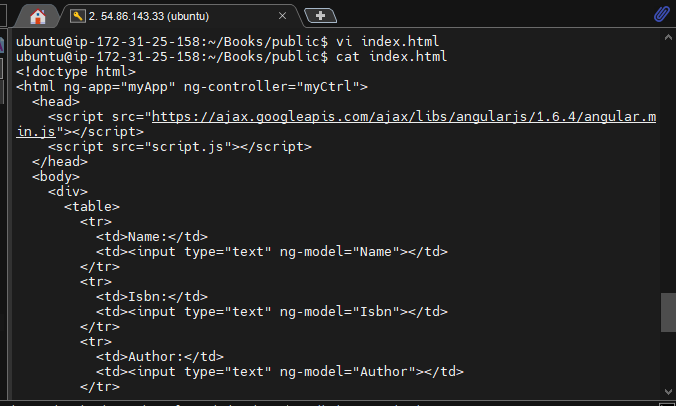 2. 54.86.143.33 (ubuntu)
ubuntu@ip-172-31-25-158:~/Books/public$ vi index.html
ubuntu@ip-172-31-25-158:~/Books/public$ cat index.html
<!doctype html>
<html ng-app="myApp" ng-controller="myCtrl">
  <head>
    <script src="https://ajax.googleapis.com/ajax/libs/angularjs/1.6.4/angular.m
in.js"></script>
    <script src="script.js"></script>
  </head>
  <body>
    <div>
      <table>
        <tr>
          <td>Name:</td>
          <td><input type="text" ng-model="Name"></td>
        </tr>
        <tr>
          <td>Isbn:</td>
          <td><input type="text" ng-model="Isbn"></td>
        </tr>
        <tr>
          <td>Author:</td>
          <td><input type="text" ng-model="Author"></td>
        </tr>